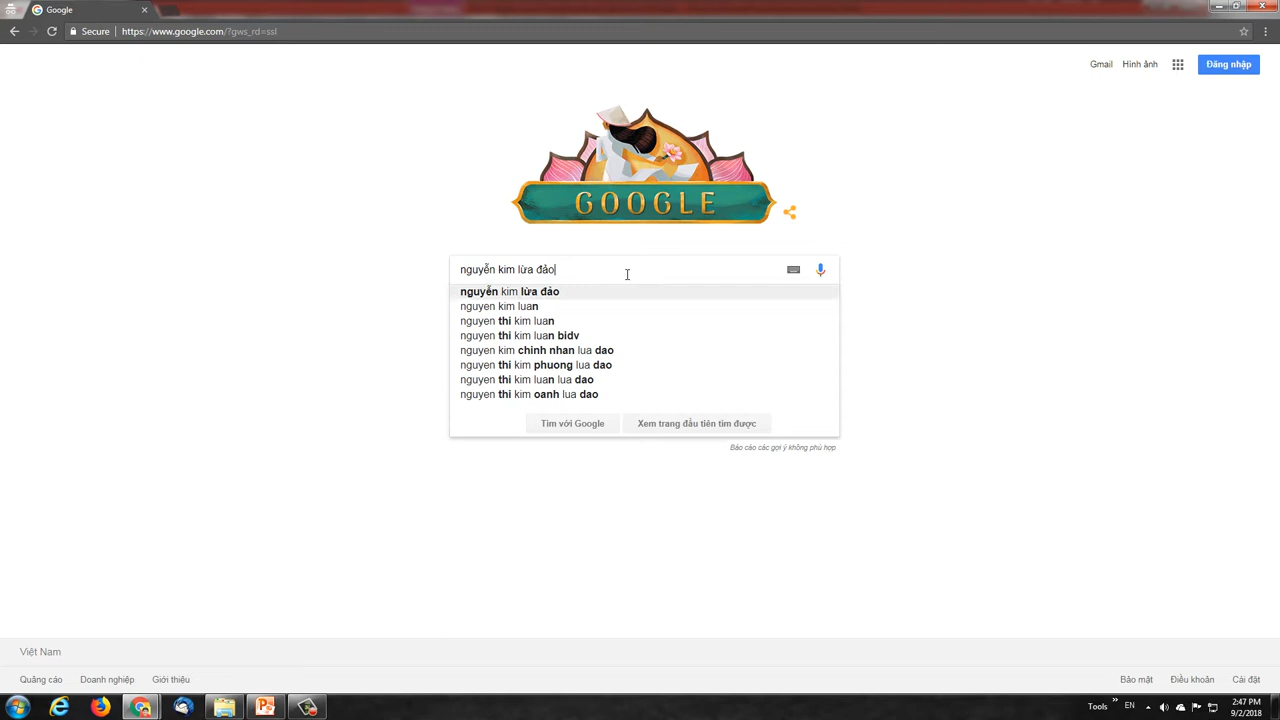 Google
Secure https://www.google.com/?gws_rd=ssl
Gmail Hình ảnh Đăng nhập
GOOGLE
nguyễn kim lừa đảo
nguyễn kim lừa đảo
nguyen kim luan
nguyen thi kim luan
nguyen thi kim luan bidv
nguyen kim chinh nhan lua dao
nguyen thi kim phuong lua dao
nguyen thi kim luan lua dao
nguyen thi kim oanh lua dao
Tìm với Google Xem trang đầu tiên tìm được
Báo cáo các gợi ý không phù hợp
Việt Nam
Quảng cáo Doanh nghiệp Giới thiệu Bảo mật Điều khoản Cài đặt
Tools » EN 2:47 PM
9/2/2018